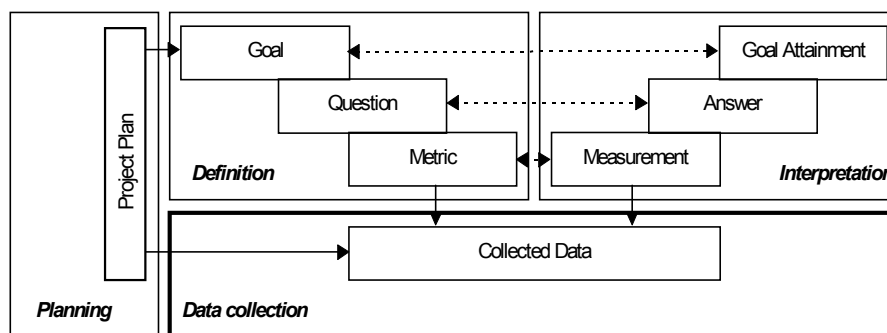 Goal
Goal Attainment
Question
Answer
Project Plan
Metric
Measurement
Definition
Interpretation
Collected Data
Planning
Data collection